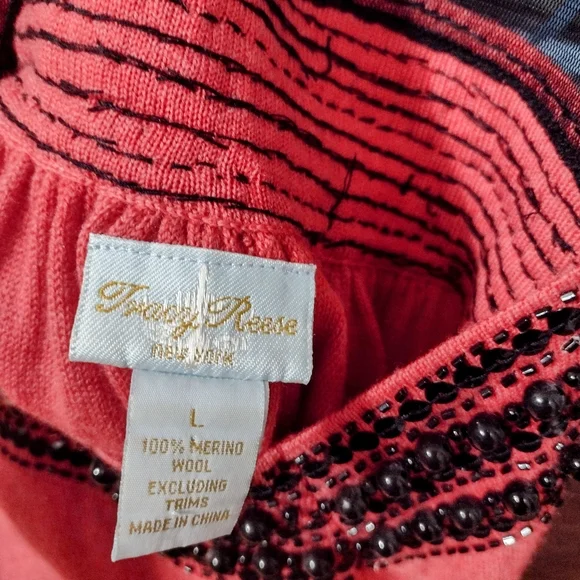 Tracy Reese
NEW YORK
L
100% MERINO
WOOL
EXCLUDING
TRIMS
MADE IN CHINA